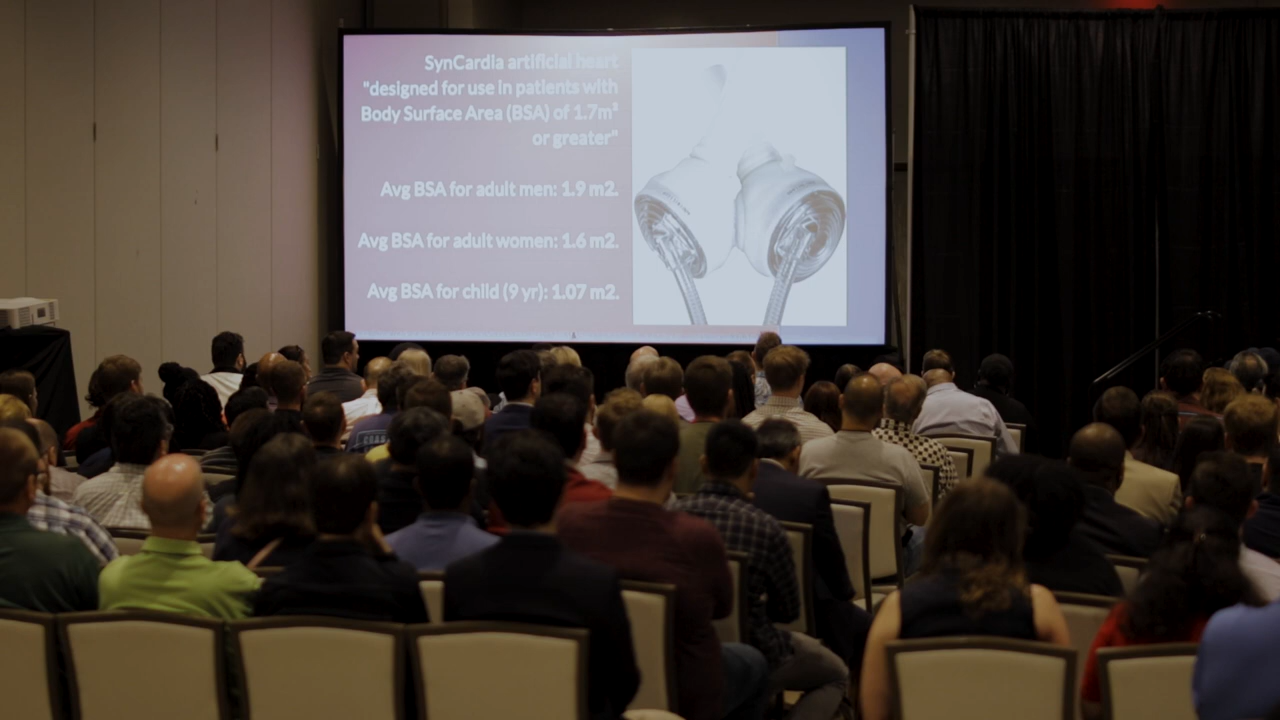 SynCardia artificial heart
"designed for use in patients with
Body Surface Area (BSA) of 1.7m²
or greater"
Avg BSA for adult men: 1.9 m2.
Avg BSA for adult women: 1.6 m2.
Avg BSA for child (9 yr): 1.07 m2.